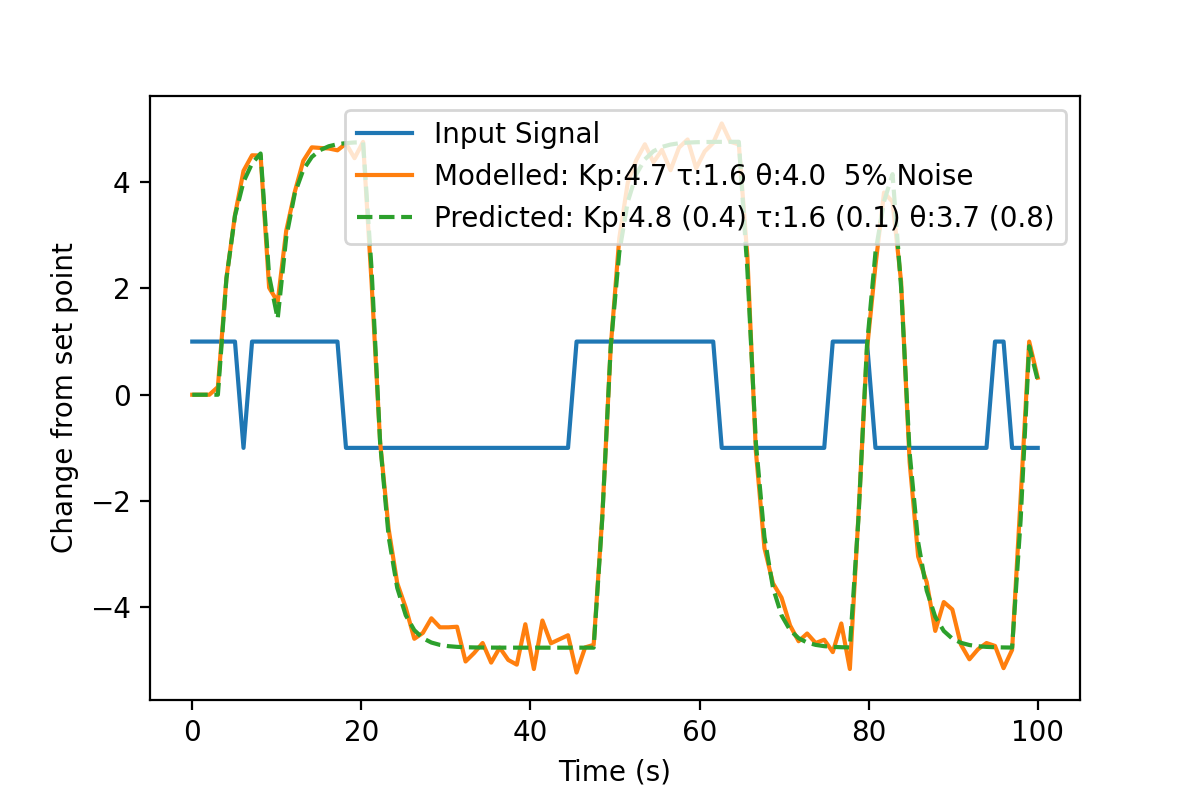 Input Signal
Modelled: Kp:4.7 τ:1.6 θ:4.0  5% Noise
Predicted: Kp:4.8 (0.4) τ:1.6 (0.1) θ:3.7 (0.8)
4
2
0
−2
−4
Change from set point
0 20 40 60 80 100
Time (s)